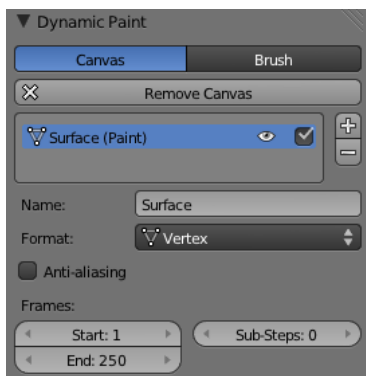 Dynamic Paint
Canvas Brush
Remove Canvas
Surface (Paint)
Name: Surface
Format: Vertex
Anti-aliasing
Frames:
Start: 1 Sub-Steps: 0
End: 250